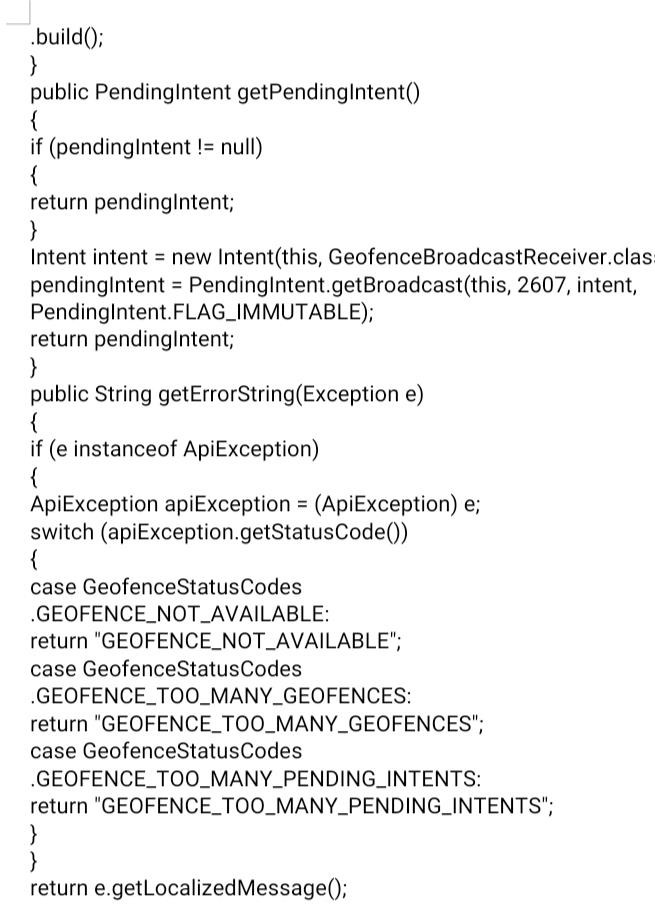 .build();
}
public PendingIntent getPendingIntent()
{
if (pendingIntent != null)
{
return pendingIntent;
}
Intent intent = new Intent(this, GeofenceBroadcastReceiver.clas
pendingIntent = PendingIntent.getBroadcast(this, 2607, intent,
PendingIntent.FLAG_IMMUTABLE);
return pendingIntent;
}
public String getErrorString(Exception e)
{
if (e instanceof ApiException)
{
ApiException apiException = (ApiException) e;
switch (apiException.getStatusCode())
{
case GeofenceStatusCodes
.GEOFENCE_NOT_AVAILABLE:
return "GEOFENCE_NOT_AVAILABLE";
case GeofenceStatusCodes
.GEOFENCE_TOO_MANY_GEOFENCES:
return "GEOFENCE_TOO_MANY_GEOFENCES";
case GeofenceStatusCodes
.GEOFENCE_TOO_MANY_PENDING_INTENTS:
return "GEOFENCE_TOO_MANY_PENDING_INTENTS";
}
}
return e.getLocalizedMessage();